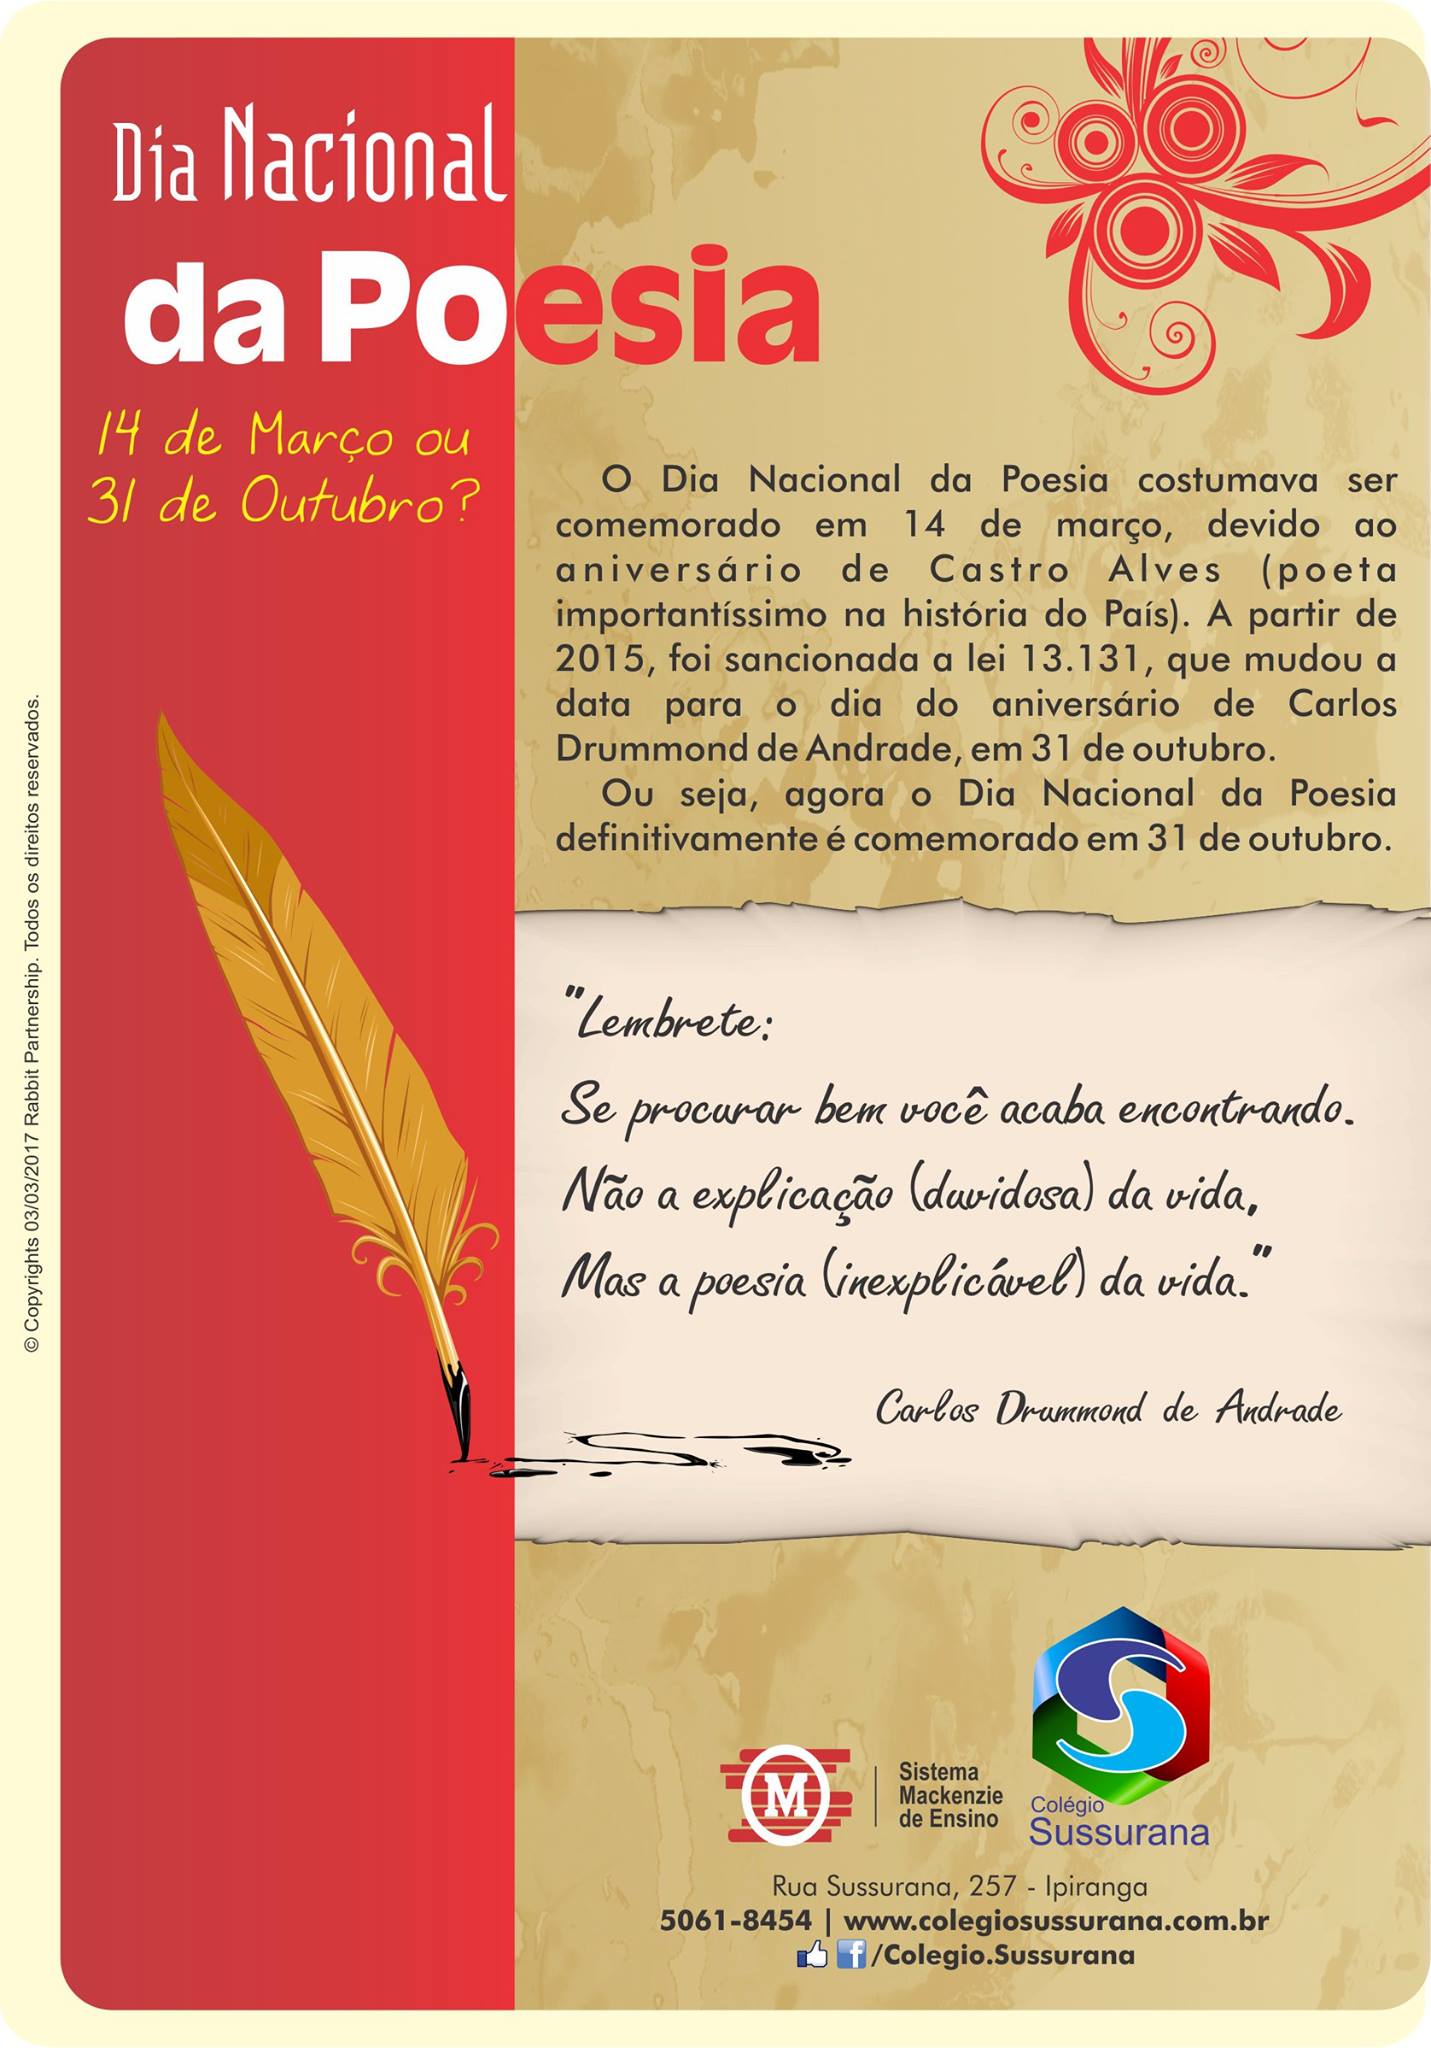 Dia Nacional
da Poesia
14 de Março ou
31 de Outubro?
O Dia Nacional da Poesia costumava ser
comemorado em 14 de março, devido ao
aniversário de Castro Alves (poeta
importantíssimo na história do País). A partir de
2015, foi sancionada a lei 13.131, que mudou a
data para o dia do aniversário de Carlos
Drummond de Andrade, em 31 de outubro.
Ou seja, agora o Dia Nacional da Poesia
definitivamente é comemorado em 31 de outubro.
"Lembrete:
Se procurar bem você acaba encontrando.
Não a explicação (duvidosa) da vida,
Mas a poesia (inexplicável) da vida."
Carlos Drummond de Andrade
M
Sistema
Mackenzie
de Ensino
Colégio
Sussurana
Rua Sussurana, 257 - Ipiranga
5061-8454 | www.colegiosussurana.com.br
f /Colegio.Sussurana
© Copyrights 03/03/2017 Rabbit Partnership. Todos os direitos reservados.